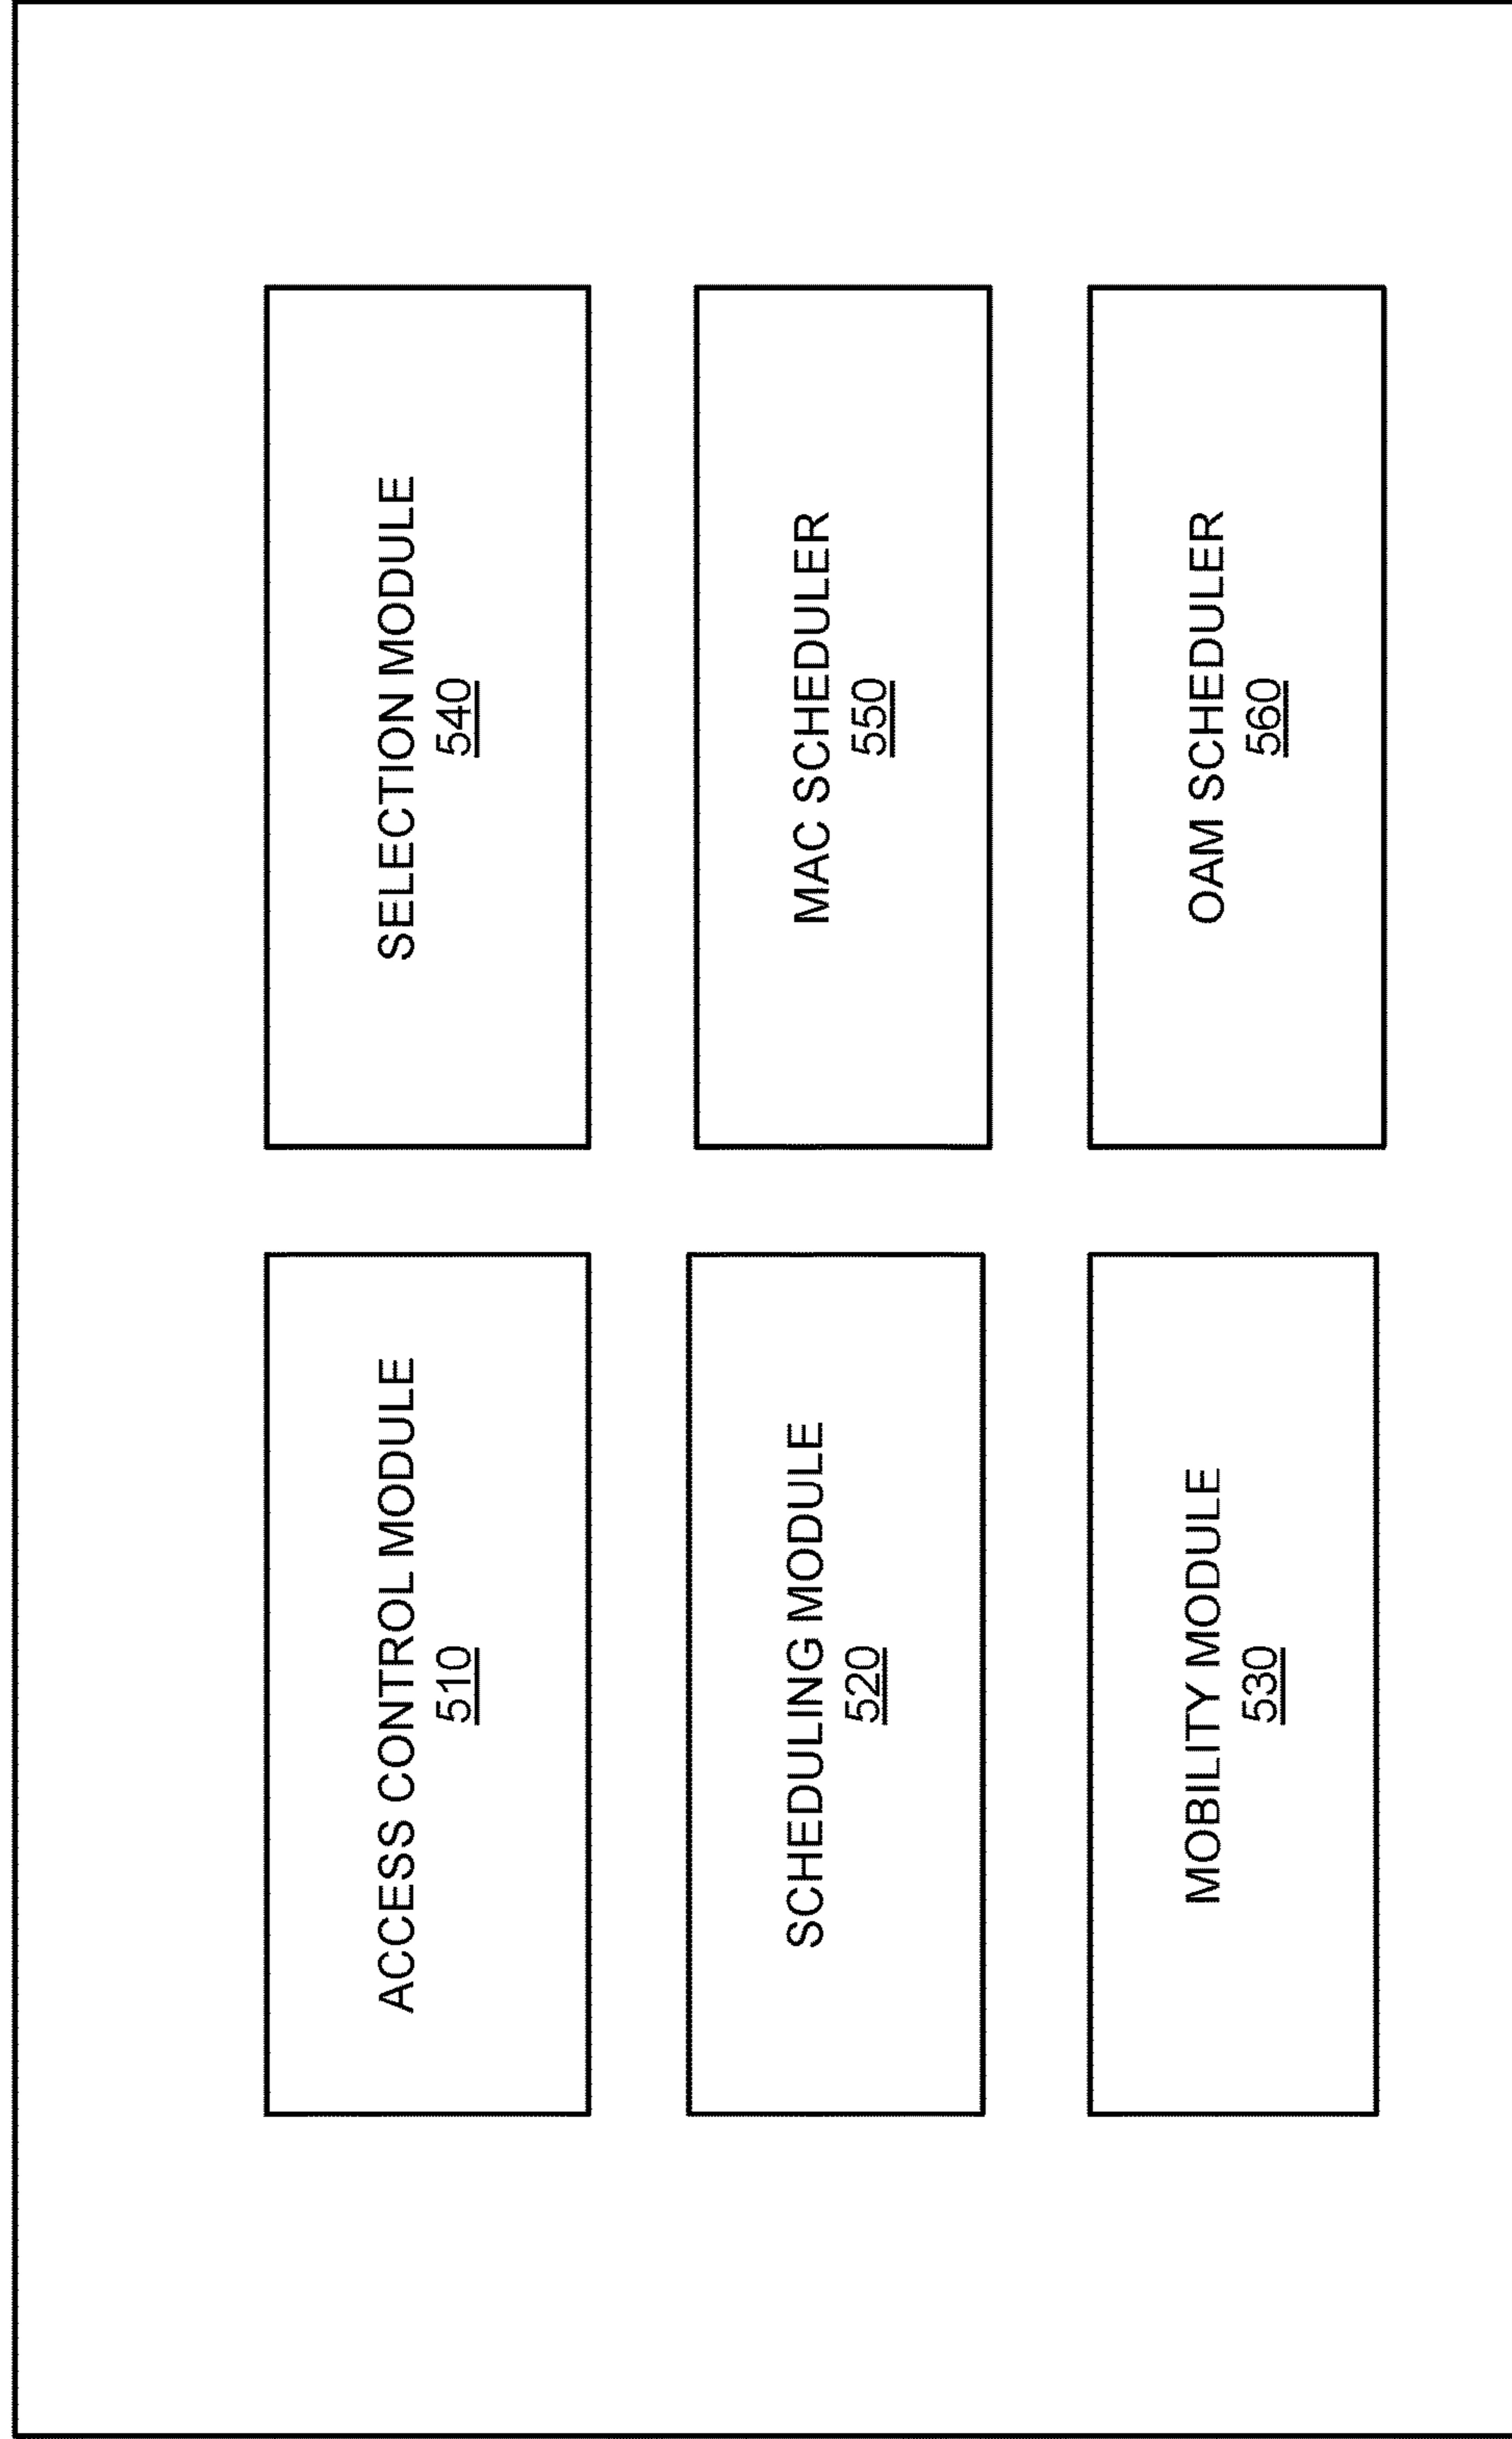 ACCESS CONTROL MODULE
510
SCHEDULING MODULE
520
MOBILITY MODULE
530
SELECTION MODULE
540
MAC SCHEDULER
550
OAM SCHEDULER
560